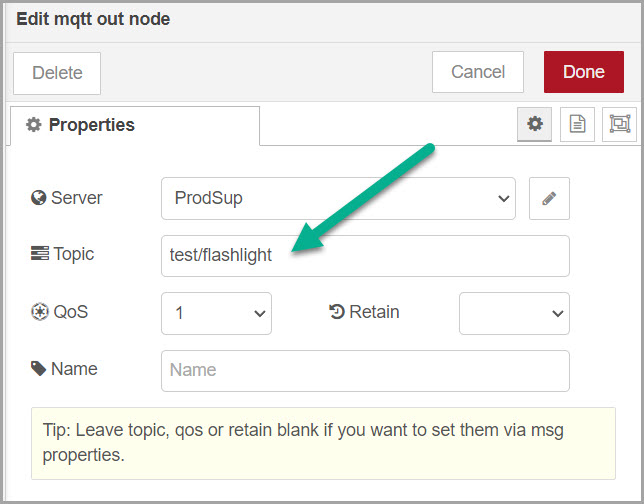 Edit mqtt out node
Delete
Cancel
Done
Properties
Server
ProdSup
Topic
test/flashlight
QoS
1
Retain
Name
Name
Tip: Leave topic, qos or retain blank if you want to set them via msg
properties.